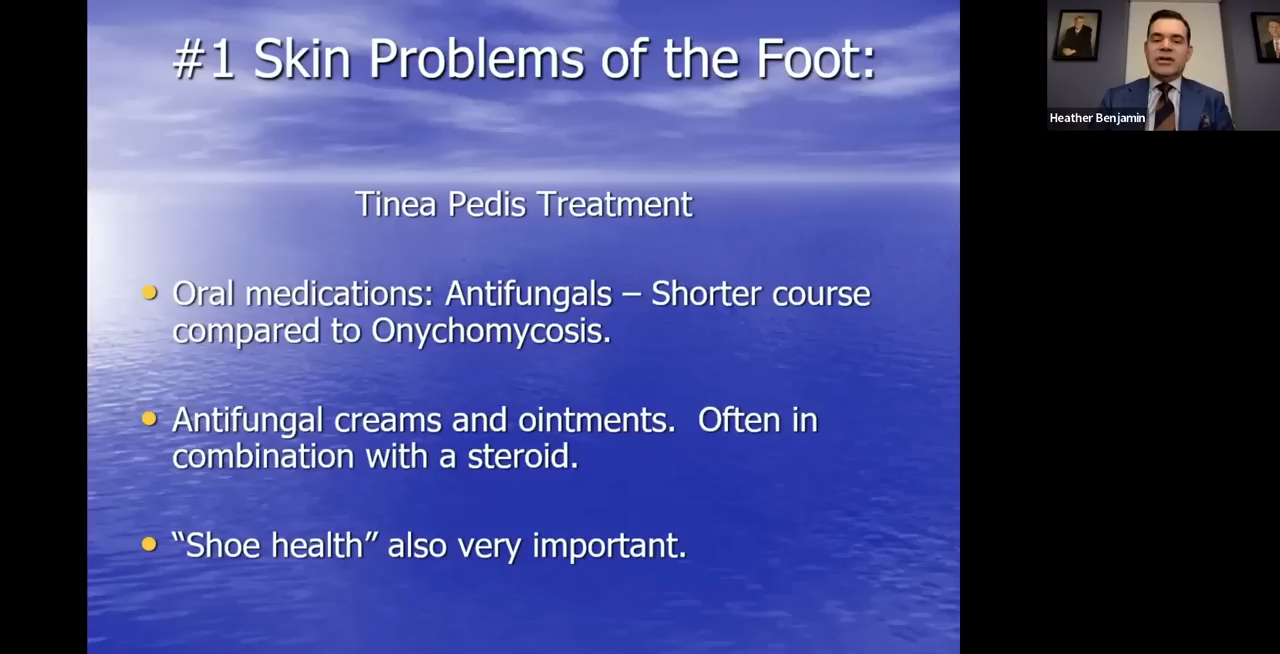 #1 Skin Problems of the Foot:
Tinea Pedis Treatment
Oral medications: Antifungals – Shorter course
compared to Onychomycosis.
Antifungal creams and ointments.  Often in
combination with a steroid.
“Shoe health” also very important.
Heather Benjamin